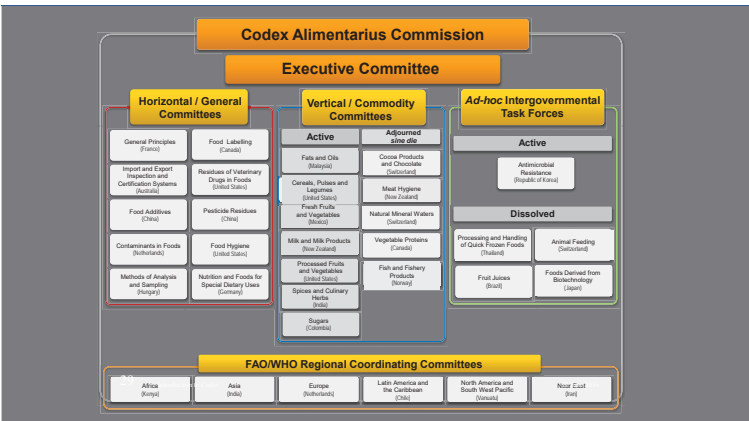 Codex Alimentarius Commission
Executive Committee
Horizontal / General
Committees
General Principles
(France)
Food Labelling
(Canada)
Import and Export
Inspection and
Certification Systems
(Australia)
Residues of Veterinary
Drugs in Foods
(United States)
Food Additives
(China)
Pesticide Residues
(China)
Contaminants in Foods
(Netherlands)
Food Hygiene
(United States)
Methods of Analysis
and Sampling
(Hungary)
Nutrition and Foods for
Special Dietary Uses
(Germany)
Vertical / Commodity
Committees
Active
Fats and Oils
(Malaysia)
Cereals, Pulses and
Legumes
(United States)
Fresh Fruits
and Vegetables
(Mexico)
Milk and Milk Products
(New Zealand)
Processed Fruits
and Vegetables
(United States)
Spices and Culinary
Herbs
(India)
Sugars
(Colombia)
Adjourned
sine die
Cocoa Products
and Chocolate
(Switzerland)
Meat Hygiene
(New Zealand)
Natural Mineral Waters
(Switzerland)
Vegetable Proteins
(Canada)
Fish and Fishery
Products
(Norway)
Ad-hoc Intergovernmental
Task Forces
Active
Antimicrobial
Resistance
(Republic of Korea)
Dissolved
Processing and Handling
of Quick Frozen Foods
(Thailand)
Animal Feeding
(Switzerland)
Fruit Juices
(Brazil)
Foods Derived from
Biotechnology
(Japan)
FAO/WHO Regional Coordinating Committees
29
Africa
(Kenya)
Asia
(India)
Europe
(Netherlands)
Latin America and
the Caribbean
(Chile)
North America and
South West Pacific
(Vanuatu)
Near East
(Iran)